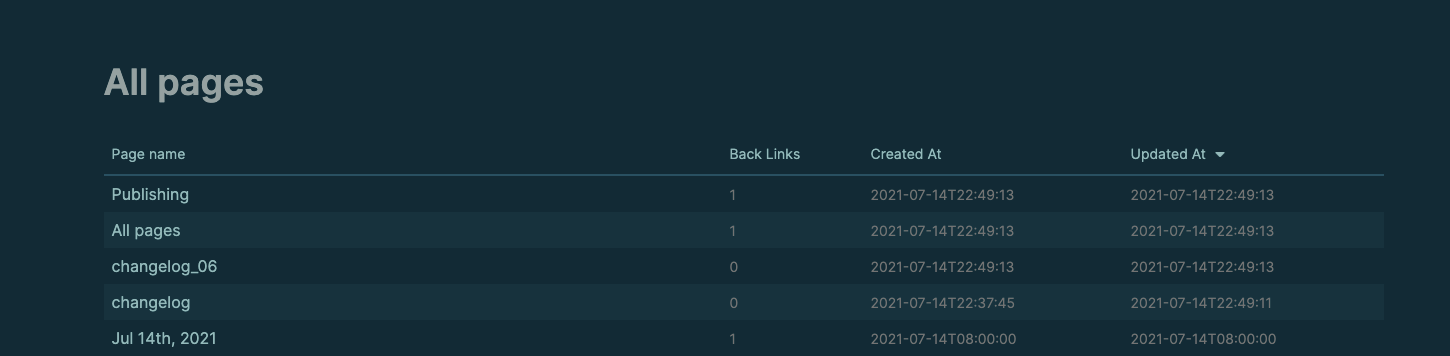 All pages
Page name Back Links Created At Updated At
Publishing 1 2021-07-14T22:49:13 2021-07-14T22:49:13
All pages 1 2021-07-14T22:49:13 2021-07-14T22:49:13
changelog_06 0 2021-07-14T22:49:13 2021-07-14T22:49:13
changelog 0 2021-07-14T22:37:45 2021-07-14T22:49:11
Jul 14th, 2021 1 2021-07-14T08:00:00 2021-07-14T08:00:00